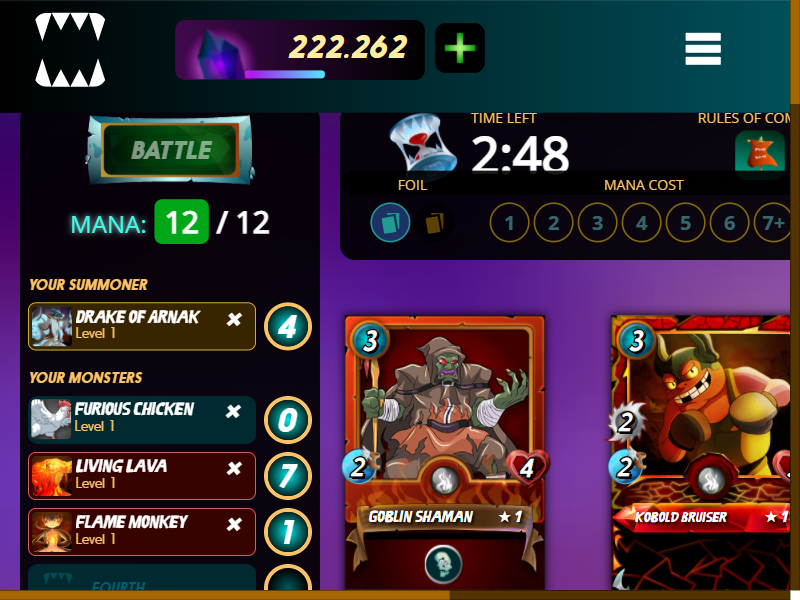 222.262
BATTLE
MANA: 12 / 12
YOUR SUMMONER
DRAKE OF ARNAK
Level 1
4
YOUR MONSTERS
FURIOUS CHICKEN
Level 1
0
LIVING LAVA
Level 1
7
FLAME MONKEY
Level 1
1
FOURTH
TIME LEFT
2:48
RULES OF COM
FOIL
MANA COST
1 2 3 4 5 6 7+
3
2
4
GOBLIN SHAMAN ★ 1
3
2
2
KOBOLD BRUISER ★ 1